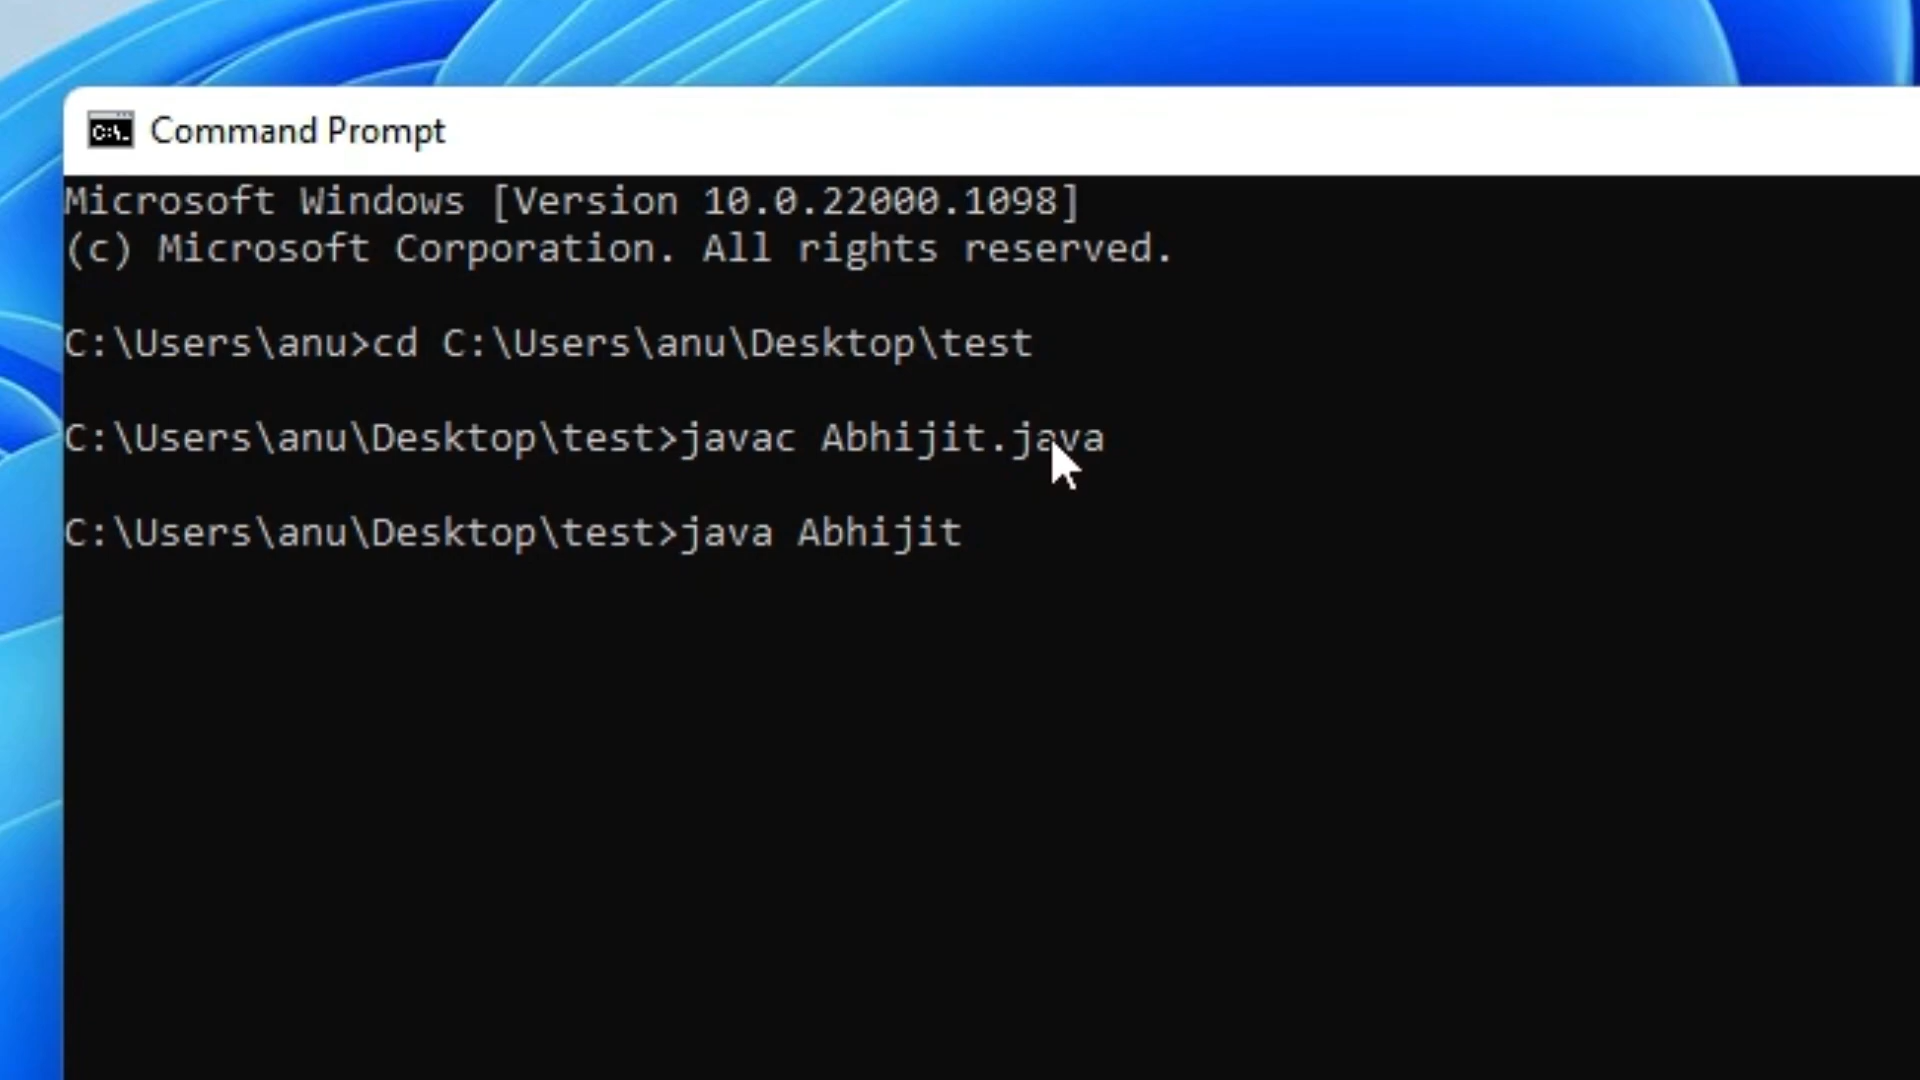 C:\.
Command Prompt
Microsoft Windows [Version 10.0.22000.1098]
(c) Microsoft Corporation. All rights reserved.
C:\Users\anu>cd C:\Users\anu\Desktop\test
C:\Users\anu\Desktop\test>javac Abhijit.java
C:\Users\anu\Desktop\test>java Abhijit